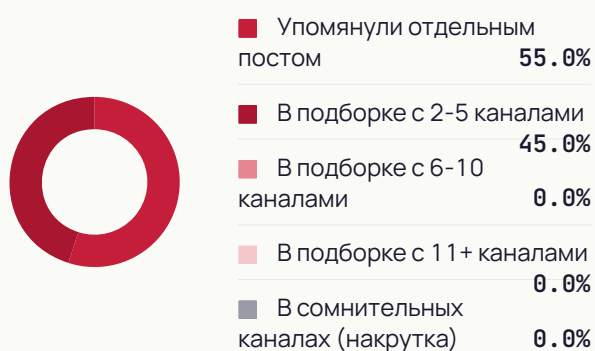 Упомянули отдельным
постом 55.0%
В подборке с 2-5 каналами
45.0%
В подборке с 6-10
каналами 0.0%
В подборке с 11+ каналами
0.0%
В сомнительных
каналах (накрутка) 0.0%